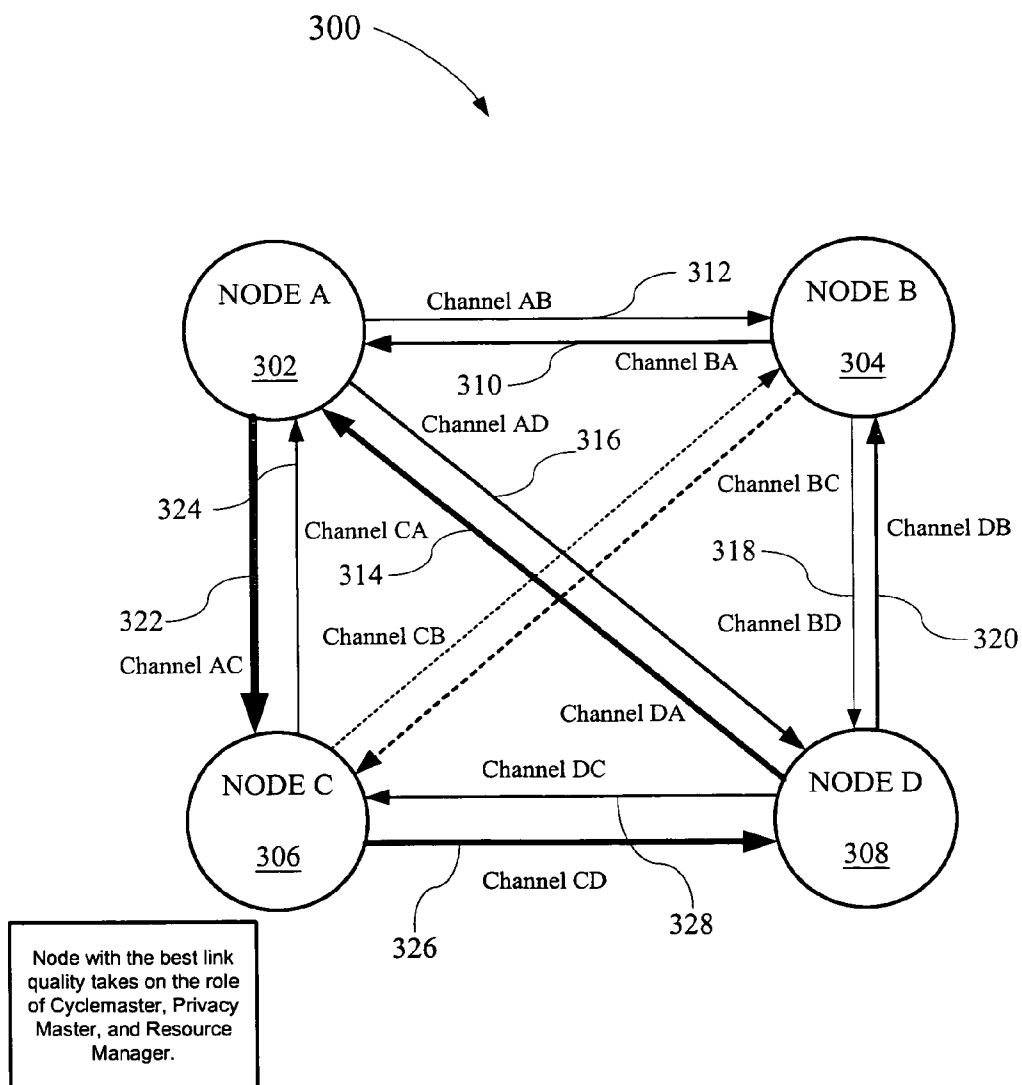 300
NODE A
302
NODE B
304
Channel AB
312
310
Channel BA
Channel AD
316
324
Channel CA
314
Channel BC
318
Channel DB
322
Channel AC
Channel CB
Channel BD
320
Channel DA
NODE C
306
Channel DC
NODE D
308
Channel CD
326
328
Node with the best link
quality takes on the role
of Cyclemaster, Privacy
Master, and Resource
Manager.